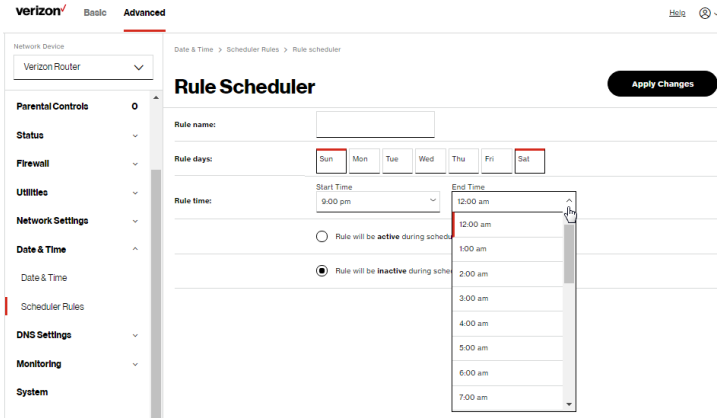 verizon✓ Basic Advanced Help
Network Device
Verizon Router
Parental Controls 0
Status
Firewall
Utilities
Network Settings
Date & Time
Date & Time
Scheduler Rules
DNS Settings
Monitoring
System
Date & Time > Scheduler Rules > Rule scheduler
Rule Scheduler Apply Changes
Rule name:
Rule days: Sun Mon Tue Wed Thu Fri Sat
Start Time End Time
Rule time: 9:00 pm 12:00 am
Rule will be active during schedu
Rule will be inactive during sche
12:00 am
1:00 am
2:00 am
3:00 am
4:00 am
5:00 am
6:00 am
7:00 am